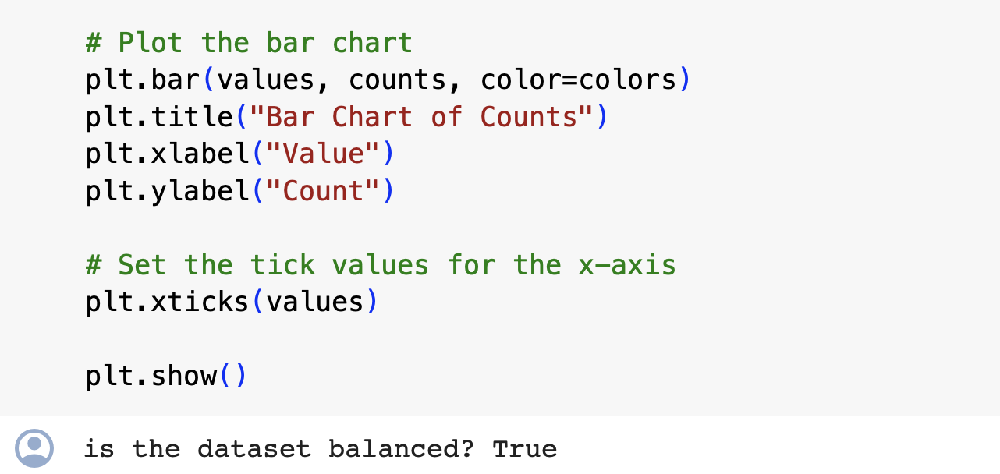 # Plot the bar chart
plt.bar(values, counts, color=colors)
plt.title("Bar Chart of Counts")
plt.xlabel("Value")
plt.ylabel("Count")
# Set the tick values for the x-axis
plt.xticks(values)
plt.show()
is the dataset balanced? True